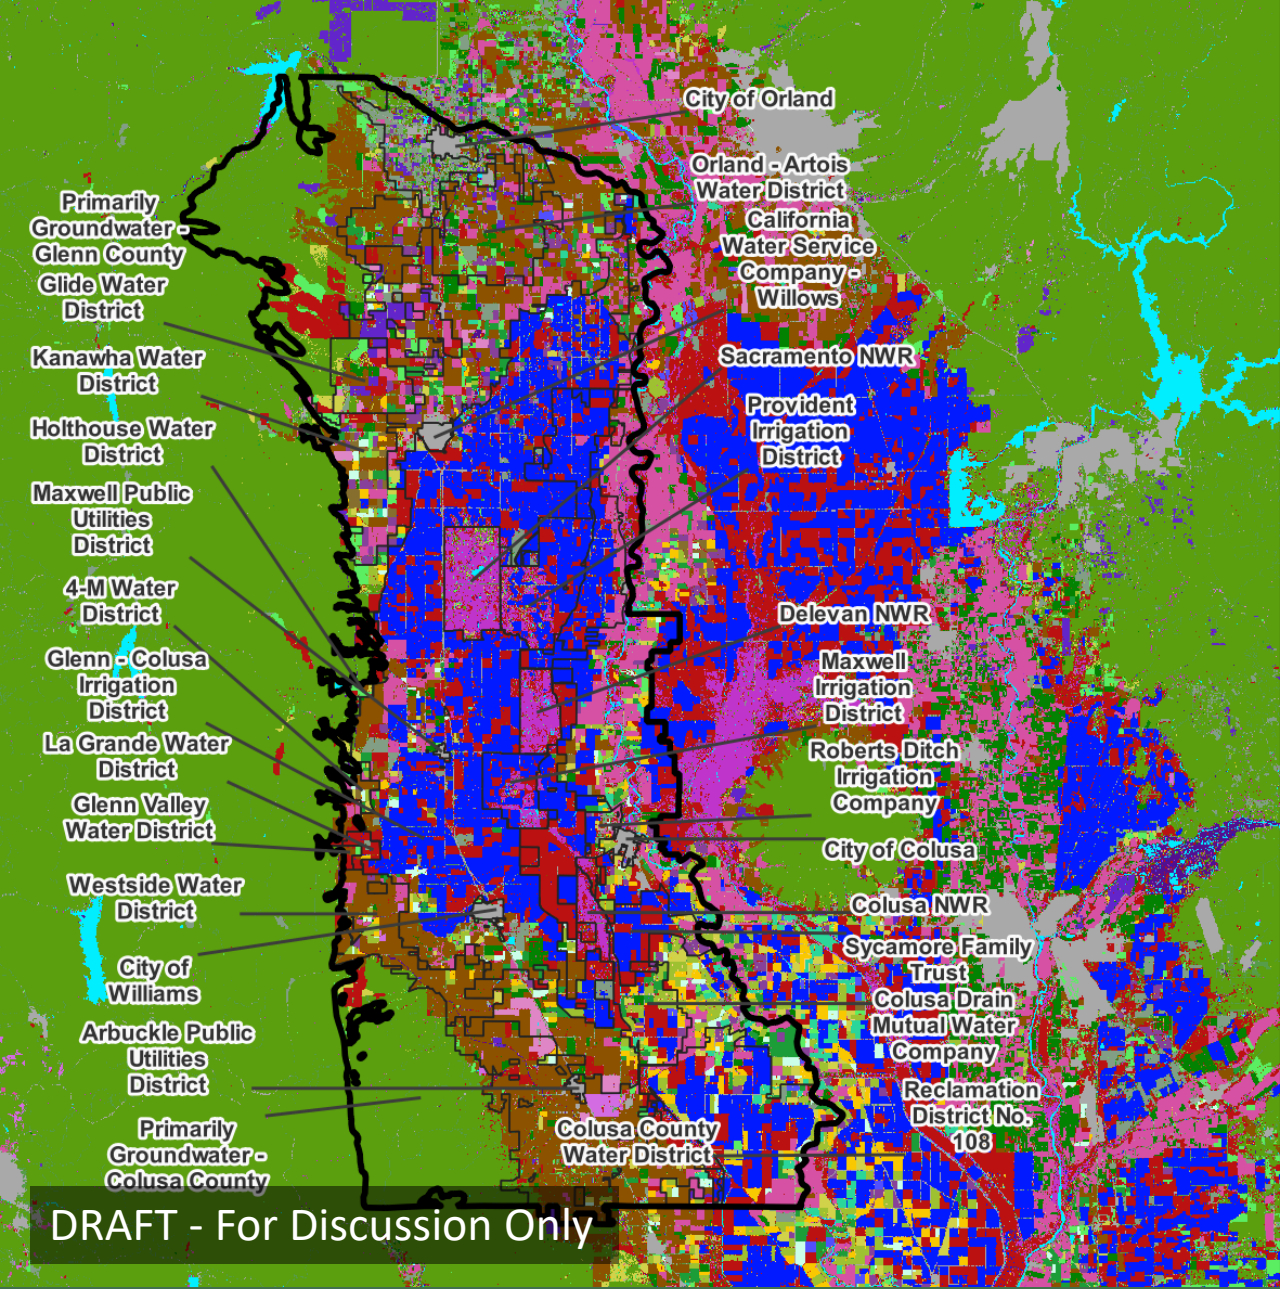 City of Orland
Orland - Artois
Water District
California
Water Service
Company -
Willows
Primarily
Groundwater -
Glenn County
Glide Water
District
Kanawha Water
District
Holthouse Water
District
Maxwell Public
Utilities
District
4-M Water
District
Glenn - Colusa
Irrigation
District
La Grande Water
District
Glenn Valley
Water District
Westside Water
District
City of
Williams
Arbuckle Public
Utilities
District
Primarily
Groundwater -
Colusa County
Sacramento NWR
Provident
Irrigation
District
Delevan NWR
Maxwell
Irrigation
District
Roberts Ditch
Irrigation
Company
City of Colusa
Colusa NWR
Sycamore Family
Trust
Colusa Drain
Mutual Water
Company
Reclamation
District No.
108
Colusa County
Water District
DRAFT - For Discussion Only